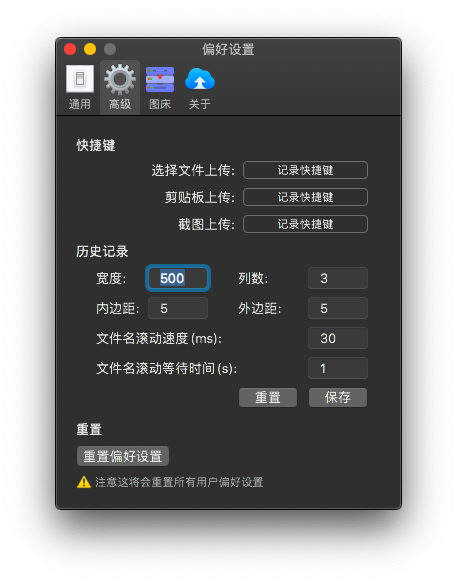 偏好设置
通用 高级 图床 关于
快捷键
选择文件上传: 记录快捷键
剪贴板上传: 记录快捷键
截图上传: 记录快捷键
历史记录
宽度: 500 列数: 3
内边距: 5 外边距: 5
文件名滚动速度(ms): 30
文件名滚动等待时间(s): 1
重置 保存
重置
重置偏好设置
注意这将会重置所有用户偏好设置